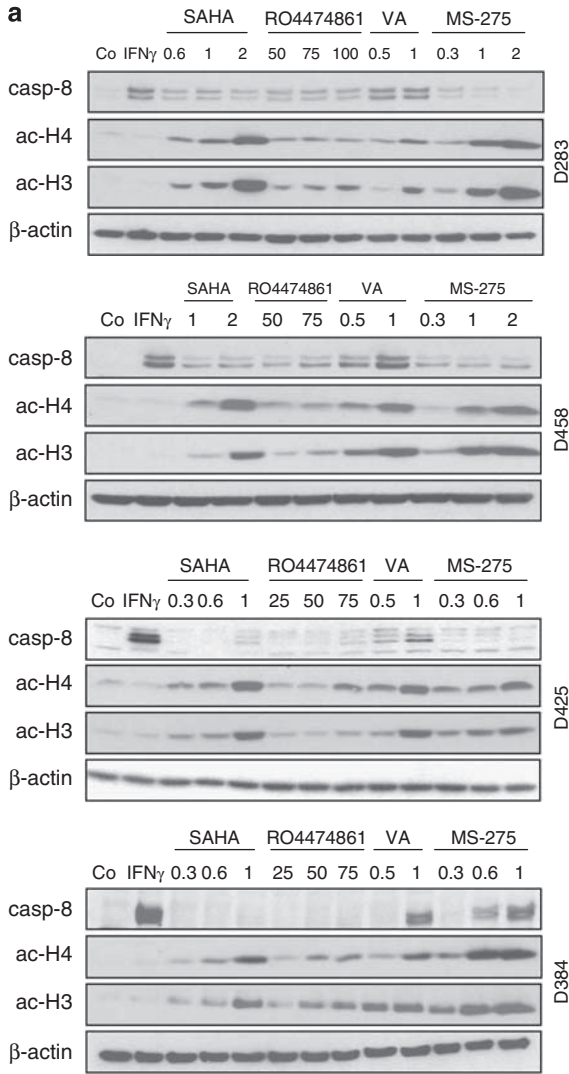 a
SAHA RO4474861 VA MS-275
Co IFNγ 0.6 1 2 50 75 100 0.5 1 0.3 1 2
casp-8
ac-H4
ac-H3
β-actin
D283
SAHA RO4474861 VA MS-275
Co IFNγ 1 2 50 75 0.5 1 0.3 1 2
casp-8
ac-H4
ac-H3
β-actin
D458
SAHA RO4474861 VA MS-275
Co IFNγ 0.3 0.6 1 25 50 75 0.5 1 0.3 0.6 1
casp-8
ac-H4
ac-H3
β-actin
D425
SAHA RO4474861 VA MS-275
Co IFNγ 0.3 0.6 1 25 50 75 0.5 1 0.3 0.6 1
casp-8
ac-H4
ac-H3
β-actin
D384